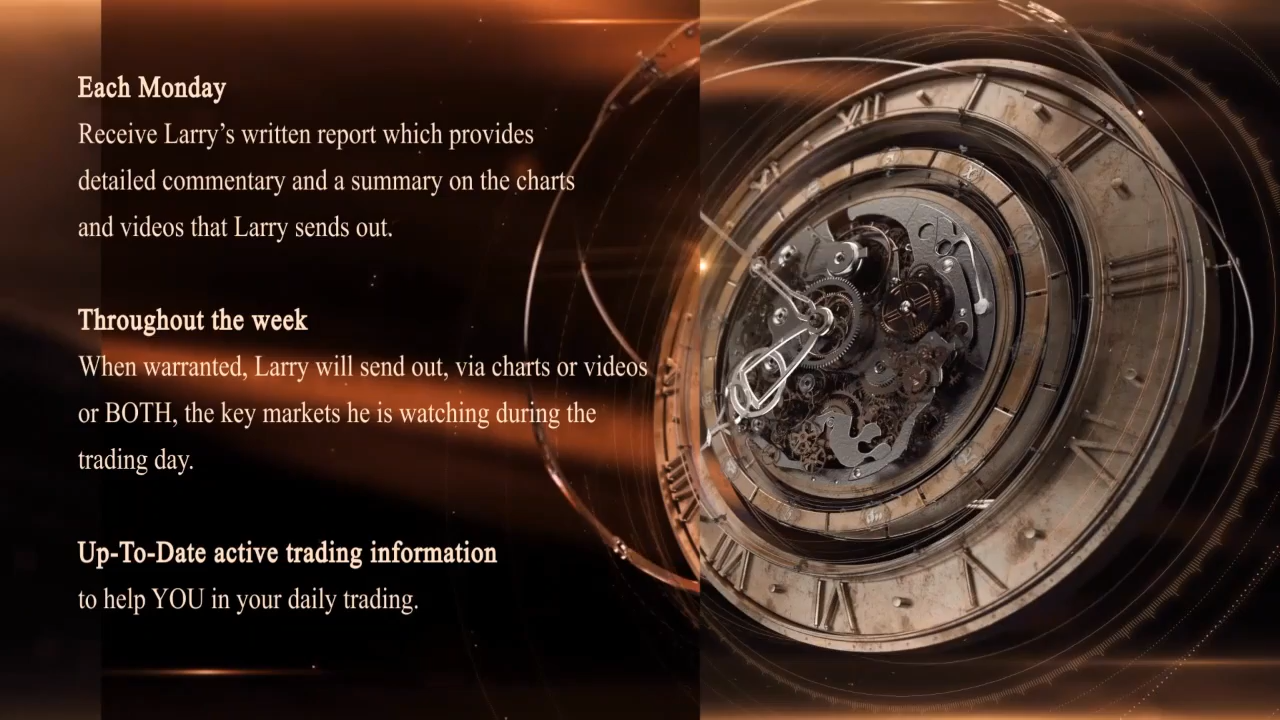 Each Monday
Receive Larry’s written report which provides
detailed commentary and a summary on the charts
and videos that Larry sends out.
Throughout the week
When warranted, Larry will send out, via charts or videos
or BOTH, the key markets he is watching during the
trading day.
Up-To-Date active trading information
to help YOU in your daily trading.